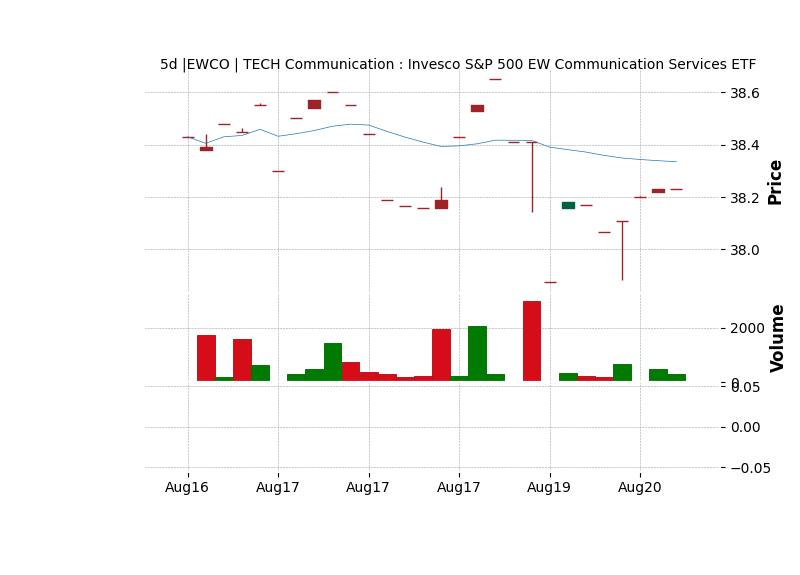 5d |EWCO | TECH Communication : Invesco S&P 500 EW Communication Services ETF
38.6
38.4
38.2
38.0
Price
2000
0
Volume
0.05
0.00
−0.05
Aug16 Aug17 Aug17 Aug17 Aug19 Aug20